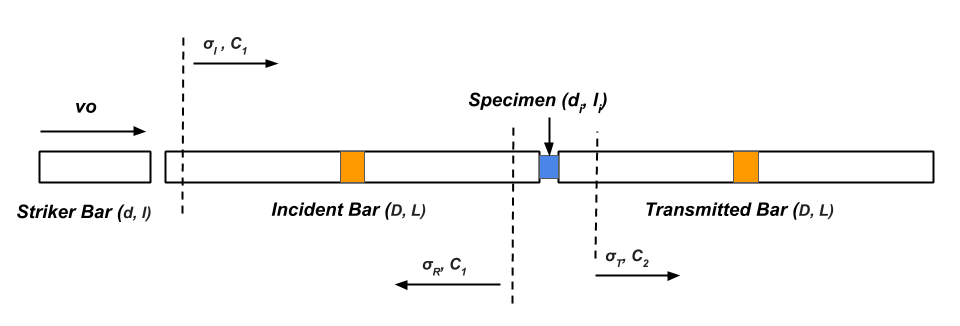 σI , C1
vo
Specimen (di, li)
Striker Bar (d, l)
Incident Bar (D, L)
Transmitted Bar (D, L)
σR, C1
σT, C2